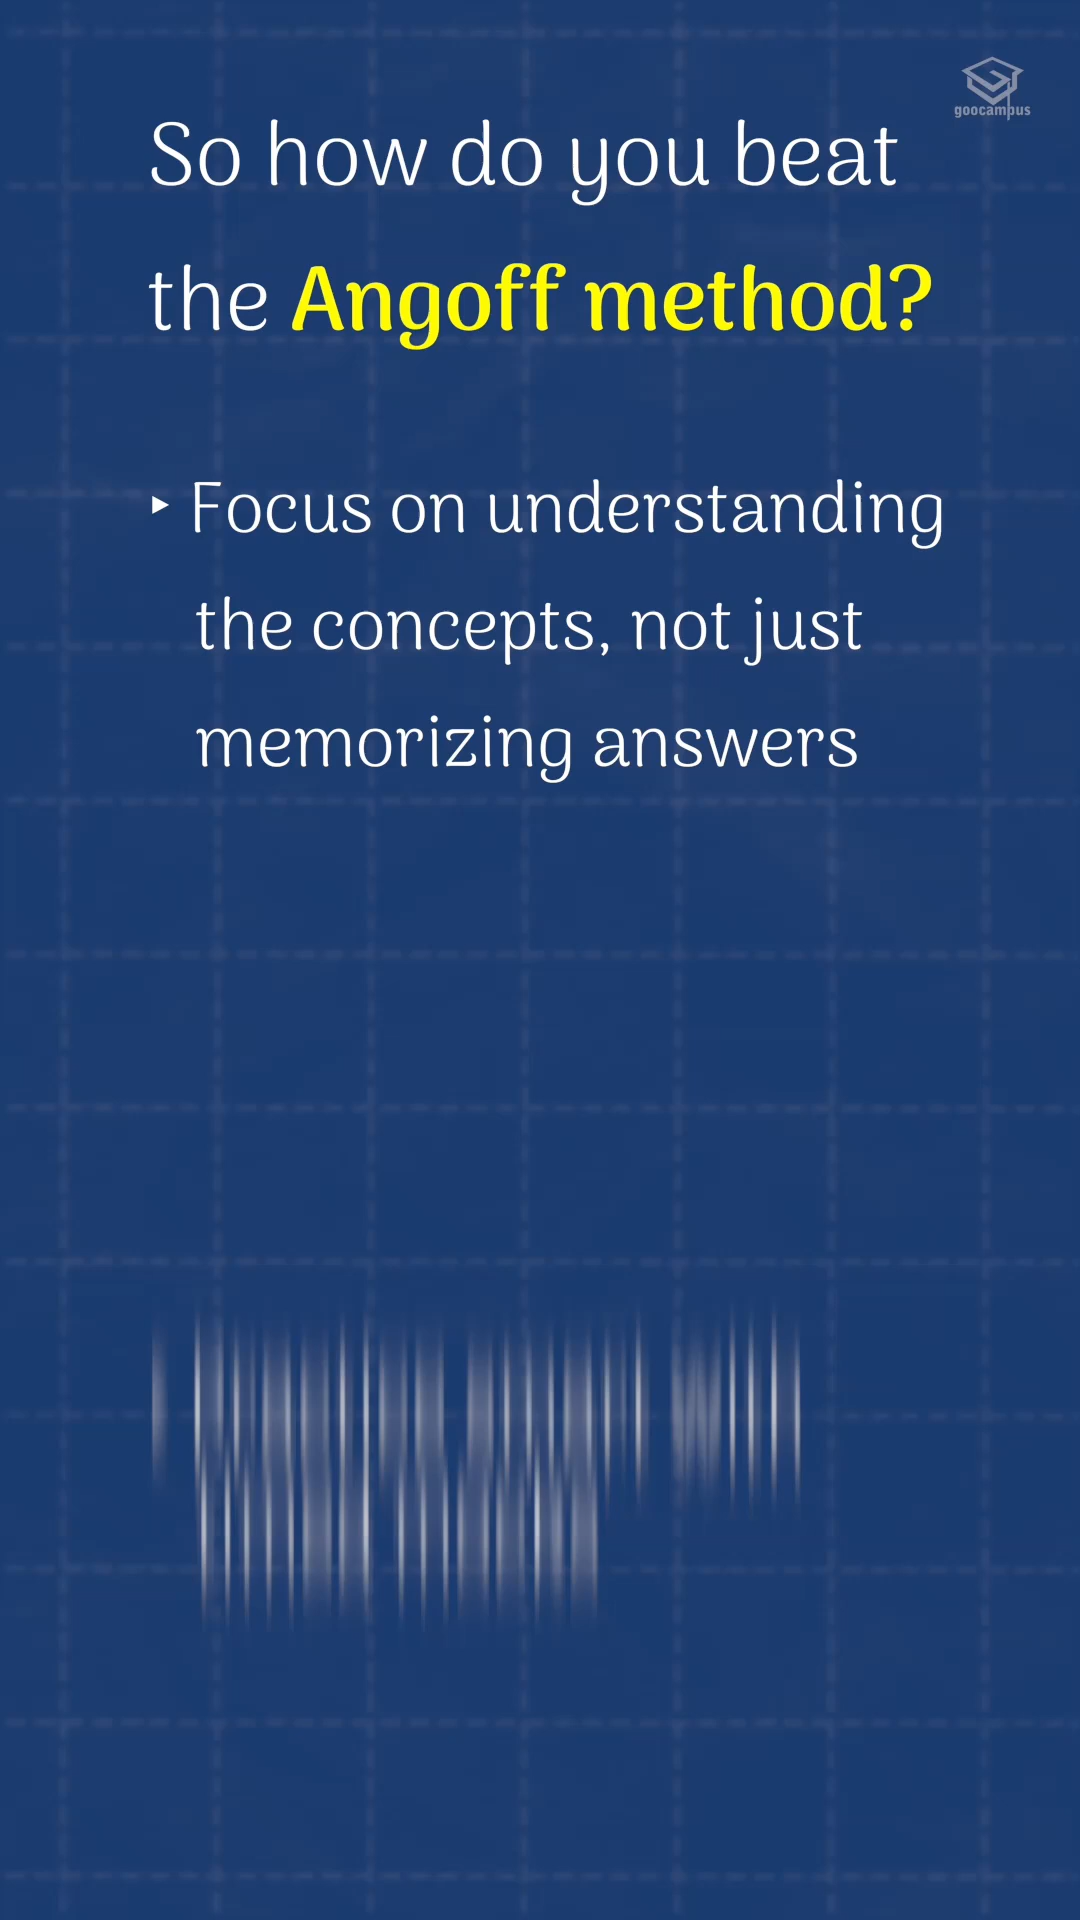 goocampus
So how do you beat
the Angoff method?
‣ Focus on understanding
the concepts, not just
memorizing answers